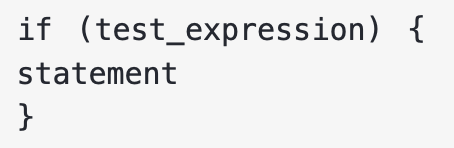 if (test_expression) {
statement
}